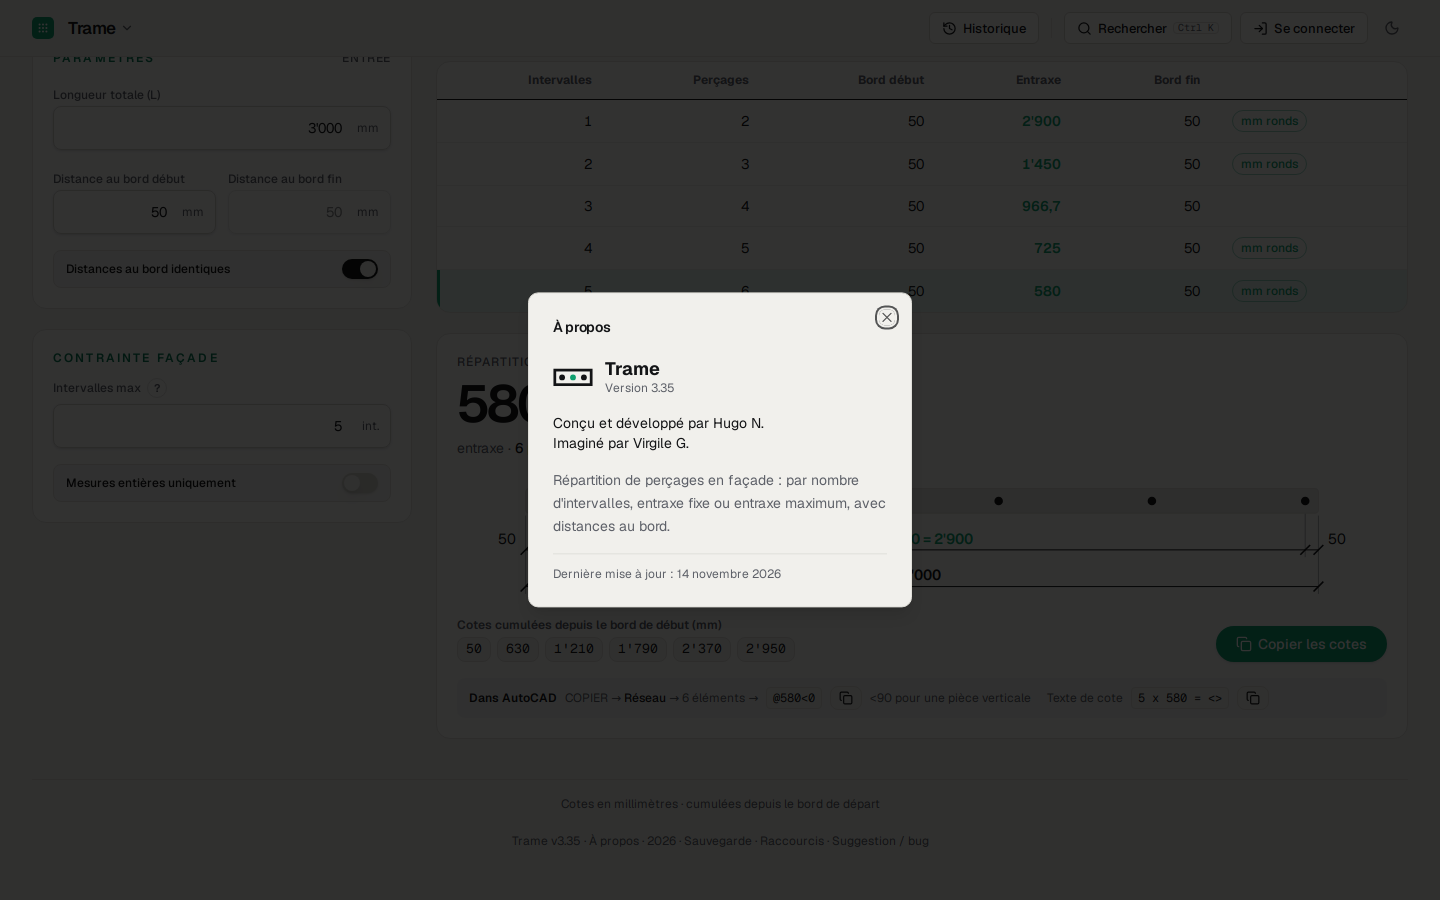 Trame
Historique
Rechercher Ctrl K
Se connecter
PARAMÈTRES
ENTRÉE
Longueur totale (L)
3'000 mm
Distance au bord début
Distance au bord fin
50 mm
50 mm
Distances au bord identiques
CONTRAINTE FAÇADE
Intervalles max ?
5 int.
Mesures entières uniquement
Intervalles Perçages Bord début Entraxe Bord fin
1 2 50 2'900 50 mm ronds
2 3 50 1'450 50 mm ronds
3 4 50 966,7 50
4 5 50 725 50 mm ronds
5 6 50 580 50 mm ronds
RÉPARTITIO
580
entraxe · 6
50
0 = 2'900
50
'000
Cotes cumulées depuis le bord de début (mm)
50 630 1'210 1'790 2'370 2'950
Copier les cotes
Dans AutoCAD COPIER → Réseau → 6 éléments → @580<0 <90 pour une pièce verticale Texte de cote 5 x 580 = <>
À propos
Trame
Version 3.35
Conçu et développé par Hugo N.
Imaginé par Virgile G.
Répartition de perçages en façade : par nombre
d'intervalles, entraxe fixe ou entraxe maximum, avec
distances au bord.
Dernière mise à jour : 14 novembre 2026
Cotes en millimètres · cumulées depuis le bord de départ
Trame v3.35 · À propos · 2026 · Sauvegarde · Raccourcis · Suggestion / bug